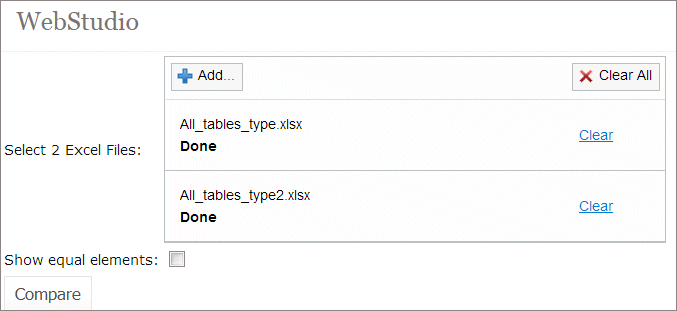 WebStudio
Add...
Clear All
Select 2 Excel Files:
All_tables_type.xlsx
Done
Clear
All_tables_type2.xlsx
Done
Clear
Show equal elements:
Compare